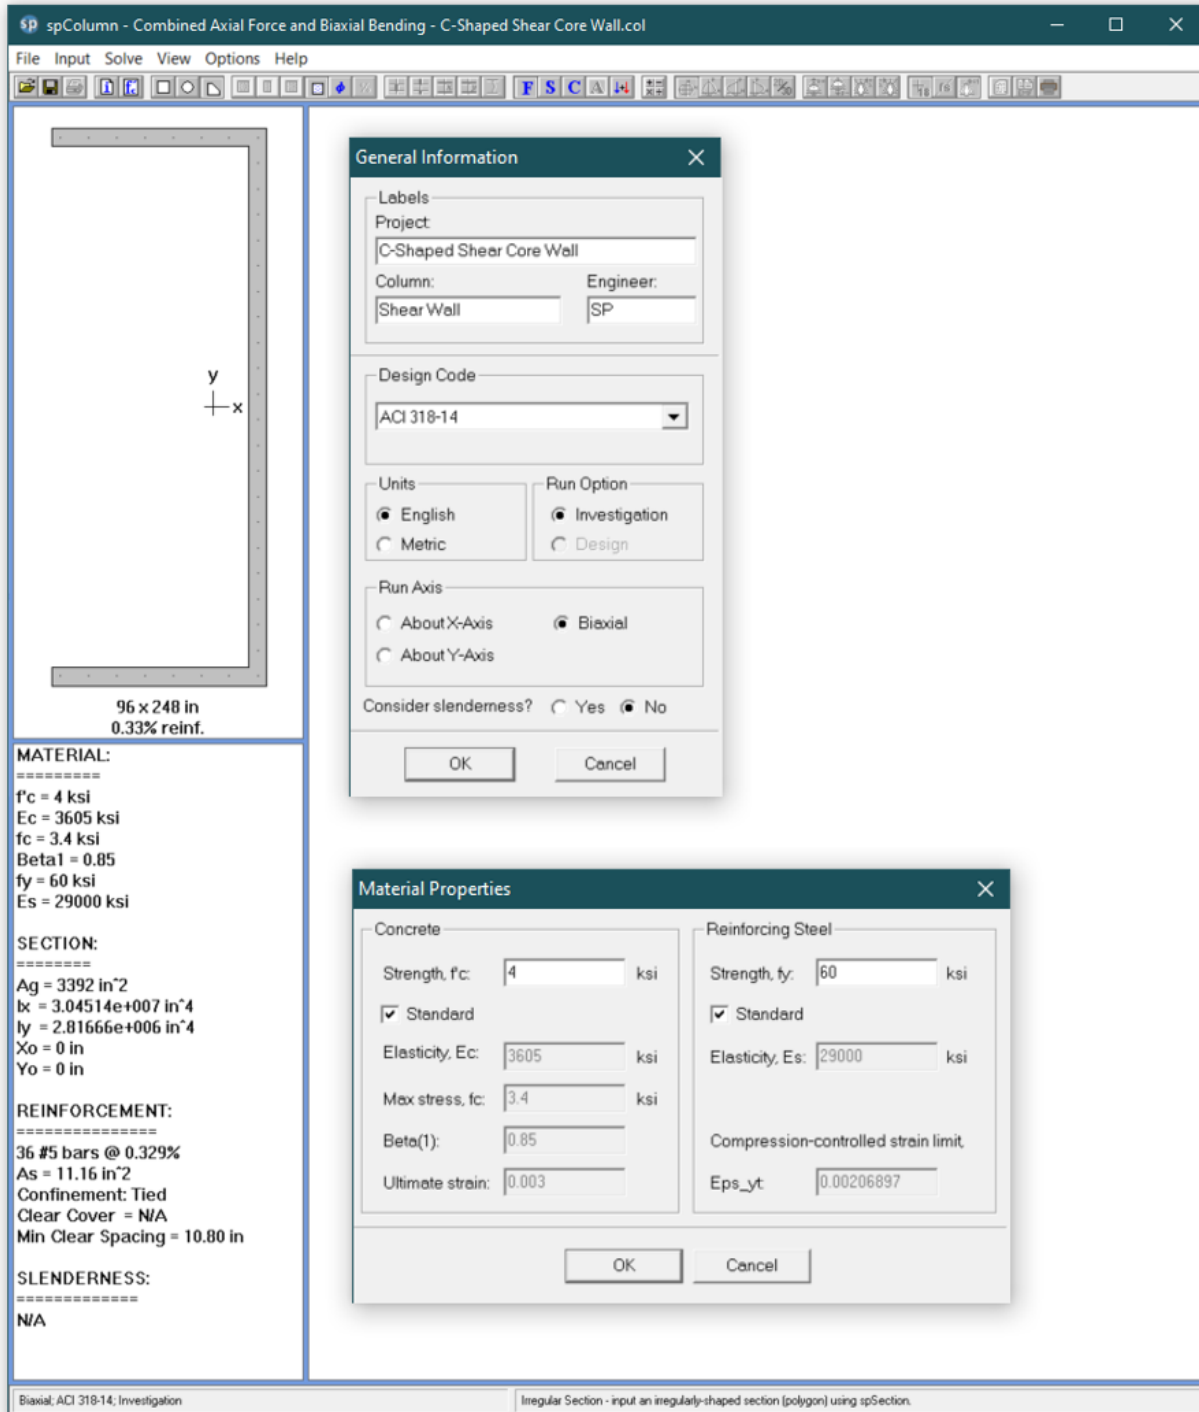 spColumn - Combined Axial Force and Biaxial Bending - C-Shaped Shear Core Wall.col
File Input Solve View Options Help
F S C A
y
x
96 x 248 in
0.33% reinf.
MATERIAL:
=========
f'c = 4 ksi
Ec = 3605 ksi
fc = 3.4 ksi
Beta1 = 0.85
fy = 60 ksi
Es = 29000 ksi
SECTION:
========
Ag = 3392 in^2
Ix = 3.04514e+007 in^4
Iy = 2.81666e+006 in^4
Xo = 0 in
Yo = 0 in
REINFORCEMENT:
===============
36 #5 bars @ 0.329%
As = 11.16 in^2
Confinement: Tied
Clear Cover = N/A
Min Clear Spacing = 10.80 in
SLENDERNESS:
=============
N/A
General Information
Labels
Project:
C-Shaped Shear Core Wall
Column: Engineer:
Shear Wall SP
Design Code
ACI 318-14
Units Run Option
English Investigation
Metric Design
Run Axis
About X-Axis Biaxial
About Y-Axis
Consider slenderness? Yes No
OK Cancel
Material Properties
Concrete Reinforcing Steel
Strength, f'c: 4 ksi Strength, fy: 60 ksi
Standard Standard
Elasticity, Ec: 3605 ksi Elasticity, Es: 29000 ksi
Max stress, fc: 3.4 ksi
Beta(1): 0.85 Compression-controlled strain limit,
Ultimate strain: 0.003 Eps_yt: 0.00206897
OK Cancel
Biaxial; ACI 318-14; Investigation Irregular Section - input an irregularly-shaped section (polygon) using spSection.